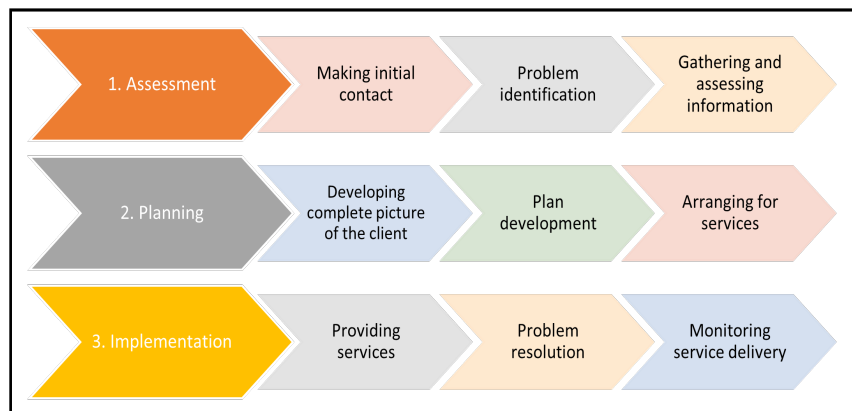 1. Assessment
Making initial
contact
Problem
identification
Gathering and
assessing
information
2. Planning
Developing
complete picture
of the client
Plan
development
Arranging for
services
3. Implementation
Providing
services
Problem
resolution
Monitoring
service delivery